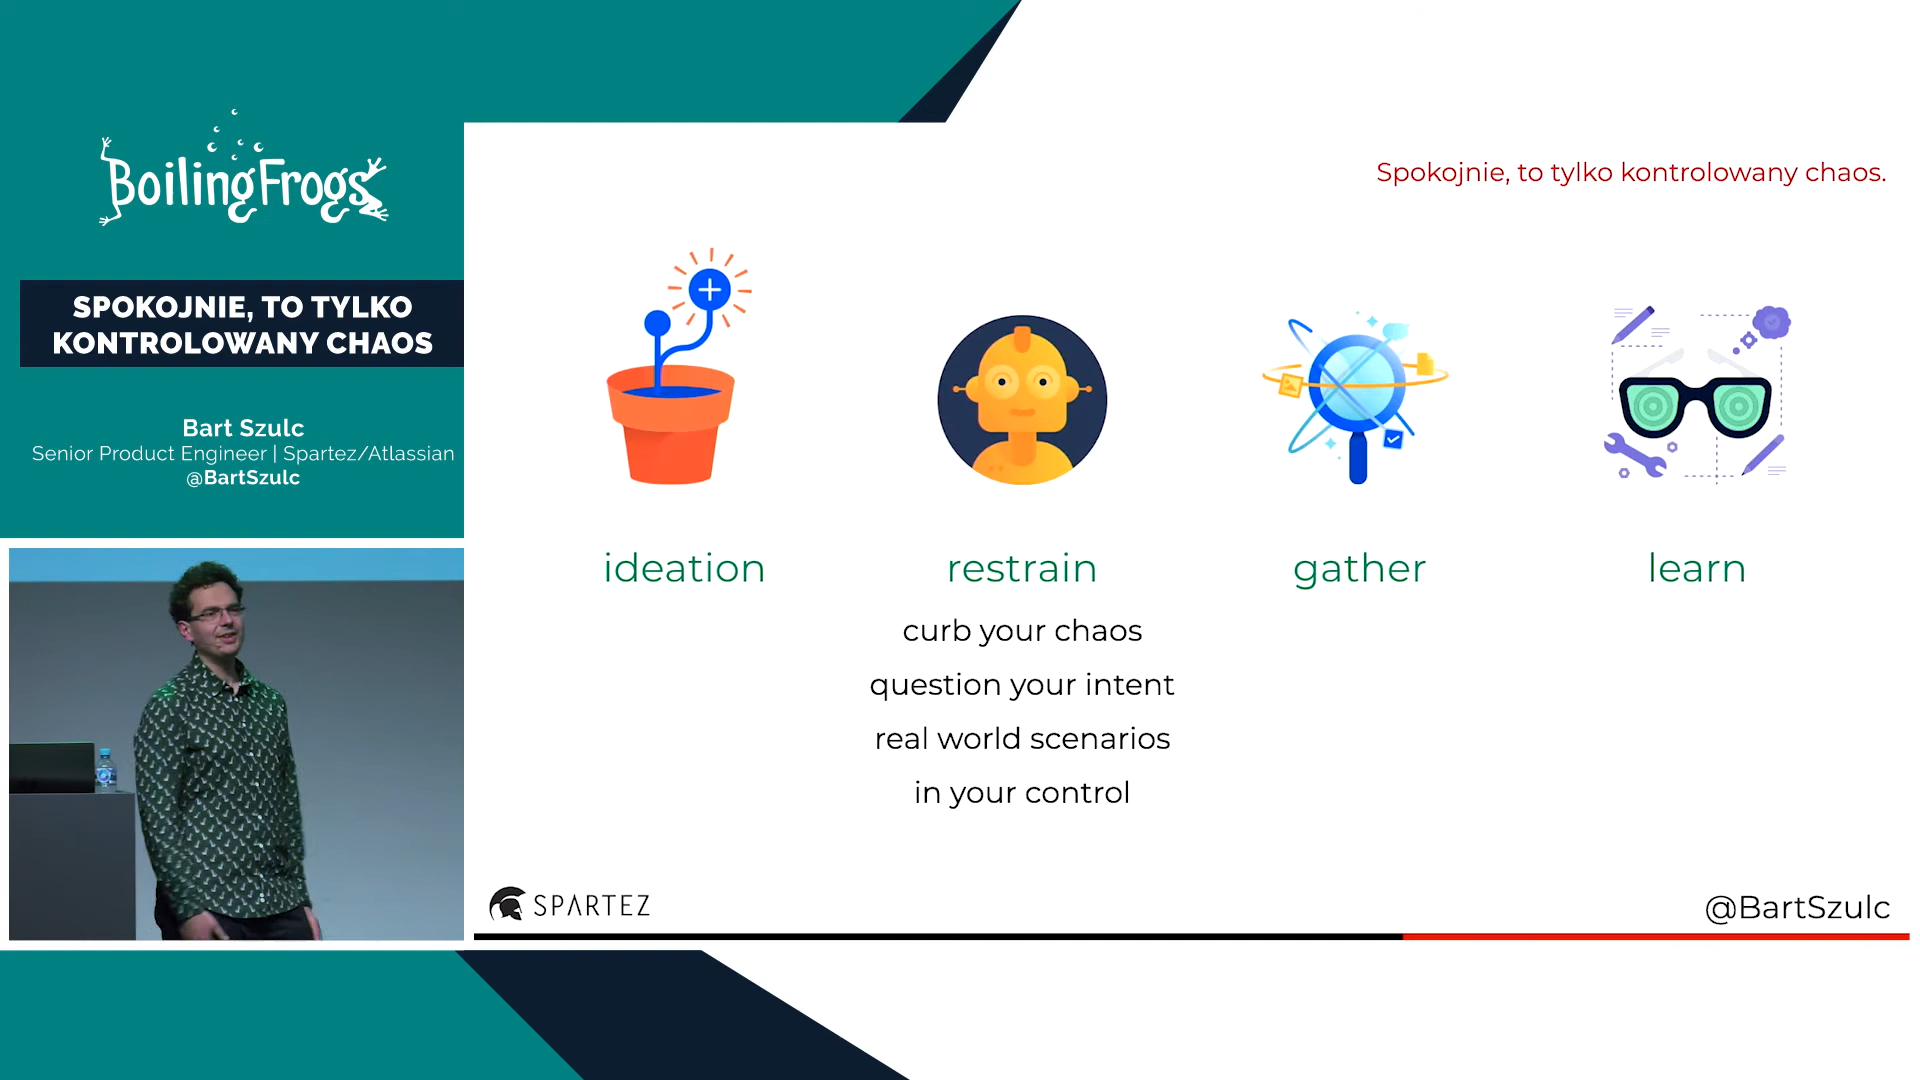 BoilingFrogs
SPOKOJNIE, TO TYLKO
KONTROLOWANY CHAOS
Bart Szulc
Senior Product Engineer | Spartez/Atlassian
@BartSzulc
Spokojnie, to tylko kontrolowany chaos.
ideation
restrain
gather
learn
curb your chaos
question your intent
real world scenarios
in your control
SPARTEZ
@BartSzulc